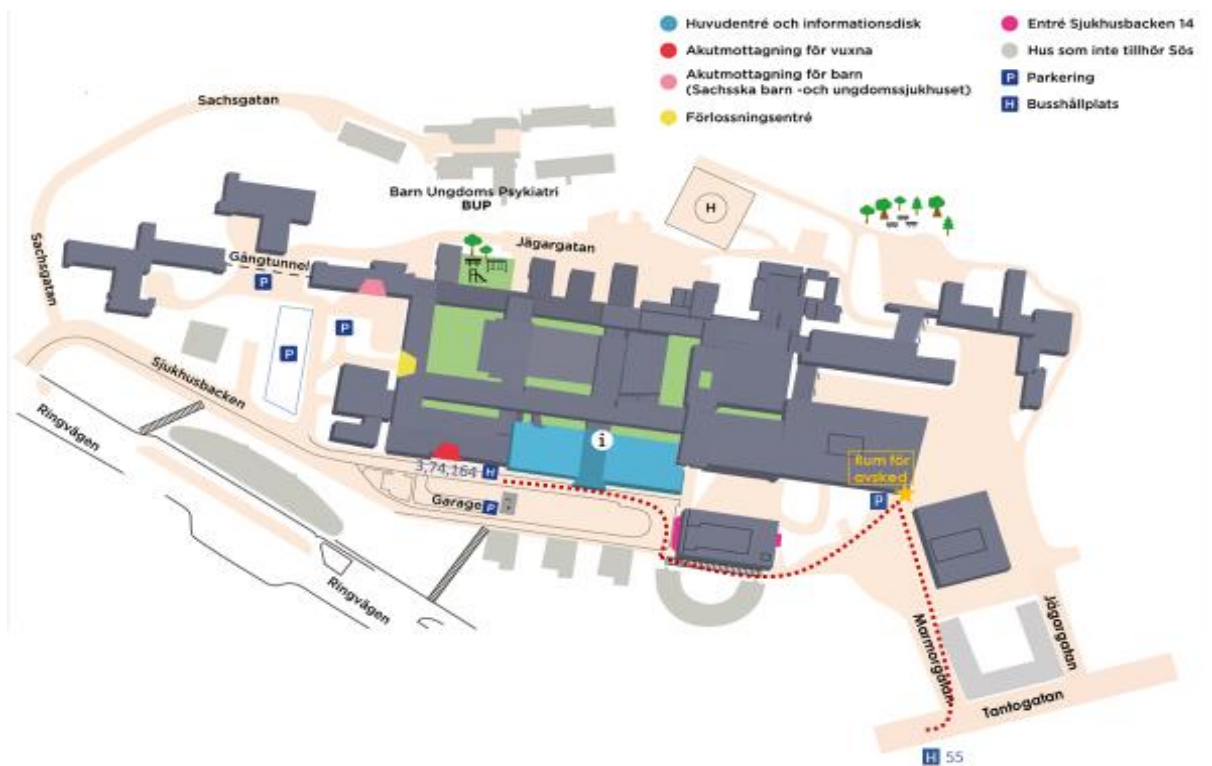 Huvudentré och informationsdisk
Akutmottagning för vuxna
Akutmottagning för barn
(Sachsska barn -och ungdomssjukhuset)
Förlossningsentré
Entré Sjukhusbacken 14
Hus som inte tillhör Sös
P Parkering
H Busshållplats
Sachsgatan
Barn Ungdoms Psykiatri
BUP
H
Jägargatan
Sachsgatan
Gångtunnel
P
P
P
Sjukhusbacken
Ringvägen
i
3,74,164 H
Rum för
avsked
Garage P
P
Ringvägen
Marmorgatan
Jägargatan
Tantogatan
H 55